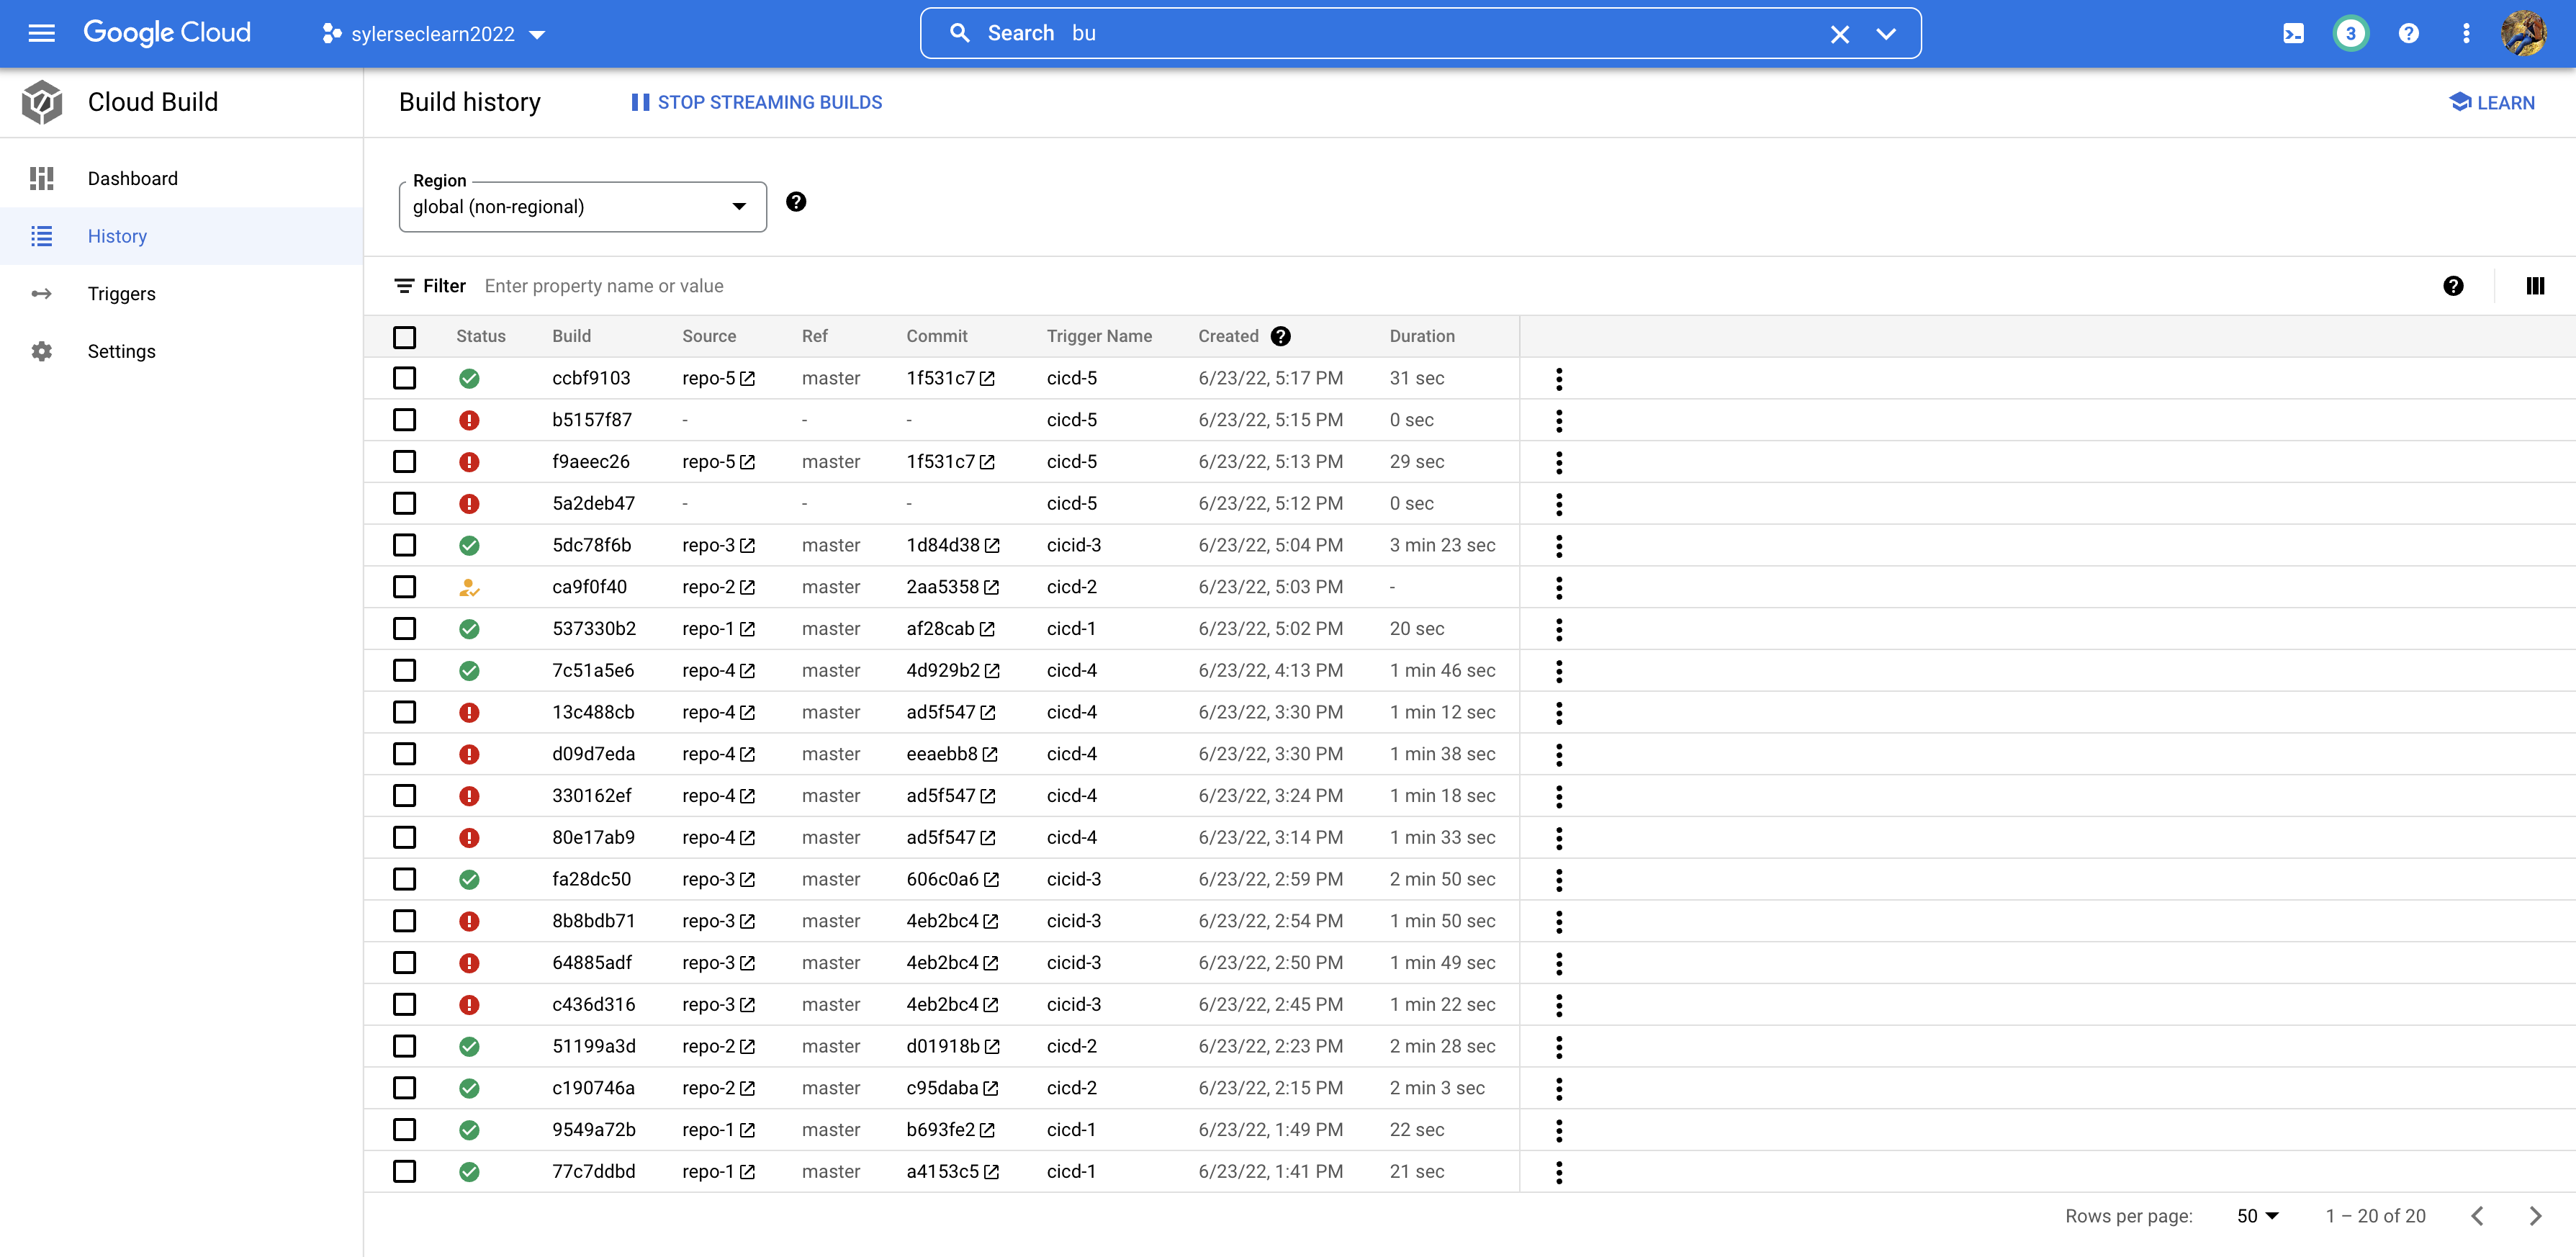 Google Cloud sylerseclearn2022 Search bu 3
Cloud Build Build history STOP STREAMING BUILDS LEARN
Dashboard
History
Triggers
Settings
Region
global (non-regional)
Filter Enter property name or value
Status Build Source Ref Commit Trigger Name Created Duration
ccbf9103 repo-5 master 1f531c7 cicd-5 6/23/22, 5:17 PM 31 sec
b5157f87 - - - cicd-5 6/23/22, 5:15 PM 0 sec
f9aeec26 repo-5 master 1f531c7 cicd-5 6/23/22, 5:13 PM 29 sec
5a2deb47 - - - cicd-5 6/23/22, 5:12 PM 0 sec
5dc78f6b repo-3 master 1d84d38 cicid-3 6/23/22, 5:04 PM 3 min 23 sec
ca9f0f40 repo-2 master 2aa5358 cicd-2 6/23/22, 5:03 PM -
537330b2 repo-1 master af28cab cicd-1 6/23/22, 5:02 PM 20 sec
7c51a5e6 repo-4 master 4d929b2 cicd-4 6/23/22, 4:13 PM 1 min 46 sec
13c488cb repo-4 master ad5f547 cicd-4 6/23/22, 3:30 PM 1 min 12 sec
d09d7eda repo-4 master eeaebb8 cicd-4 6/23/22, 3:30 PM 1 min 38 sec
330162ef repo-4 master ad5f547 cicd-4 6/23/22, 3:24 PM 1 min 18 sec
80e17ab9 repo-4 master ad5f547 cicd-4 6/23/22, 3:14 PM 1 min 33 sec
fa28dc50 repo-3 master 606c0a6 cicid-3 6/23/22, 2:59 PM 2 min 50 sec
8b8bdb71 repo-3 master 4eb2bc4 cicid-3 6/23/22, 2:54 PM 1 min 50 sec
64885adf repo-3 master 4eb2bc4 cicid-3 6/23/22, 2:50 PM 1 min 49 sec
c436d316 repo-3 master 4eb2bc4 cicid-3 6/23/22, 2:45 PM 1 min 22 sec
51199a3d repo-2 master d01918b cicd-2 6/23/22, 2:23 PM 2 min 28 sec
c190746a repo-2 master c95daba cicd-2 6/23/22, 2:15 PM 2 min 3 sec
9549a72b repo-1 master b693fe2 cicd-1 6/23/22, 1:49 PM 22 sec
77c7ddbd repo-1 master a4153c5 cicd-1 6/23/22, 1:41 PM 21 sec
Rows per page: 50 1 – 20 of 20